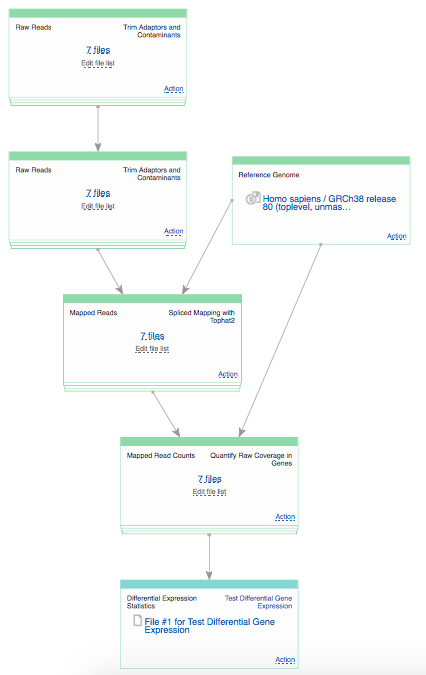 Raw Reads
Trim Adaptors and
Contaminants
7 files
Edit file list
Action
Raw Reads
Trim Adaptors and
Contaminants
7 files
Edit file list
Action
Reference Genome
Homo sapiens / GRCh38 release
80 (toplevel, unmas...
Action
Mapped Reads
Spliced Mapping with
Tophat2
7 files
Edit file list
Action
Mapped Read Counts
Quantify Raw Coverage in
Genes
7 files
Edit file list
Action
Differential Expression
Statistics
Test Differential Gene
Expression
File #1 for Test Differential Gene
Expression
Action